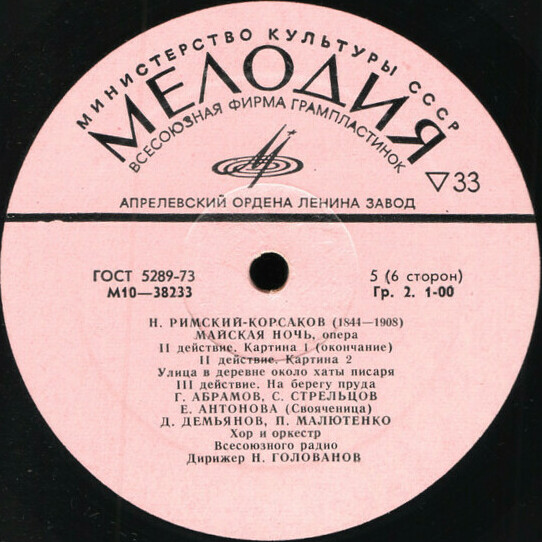 МИНИСТЕРСТВО КУЛЬТУРЫ СССР
МЕЛОДИЯ
ВСЕСОЮЗНАЯ ФИРМА ГРАМПЛАСТИНОК
▽33
АПРЕЛЕВСКИЙ ОРДЕНА ЛЕНИНА ЗАВОД
ГОСТ 5289-73
М10—38233
5 (6 сторон)
Гр. 2. 1-00
Н. РИМСКИЙ-КОРСАКОВ (1844—1908)
МАЙСКАЯ НОЧЬ, опера
II действие. Картина 1 (окончание)
II действие. Картина 2
Улица в деревне около хаты писаря
III действие. На берегу пруда
Г. АБРАМОВ, С. СТРЕЛЬЦОВ
Е. АНТОНОВА (Свояченица)
Д. ДЕМЬЯНОВ, П. МАЛЮТЕНКО
Хор и оркестр
Всесоюзного радио
Дирижер Н. ГОЛОВАНОВ